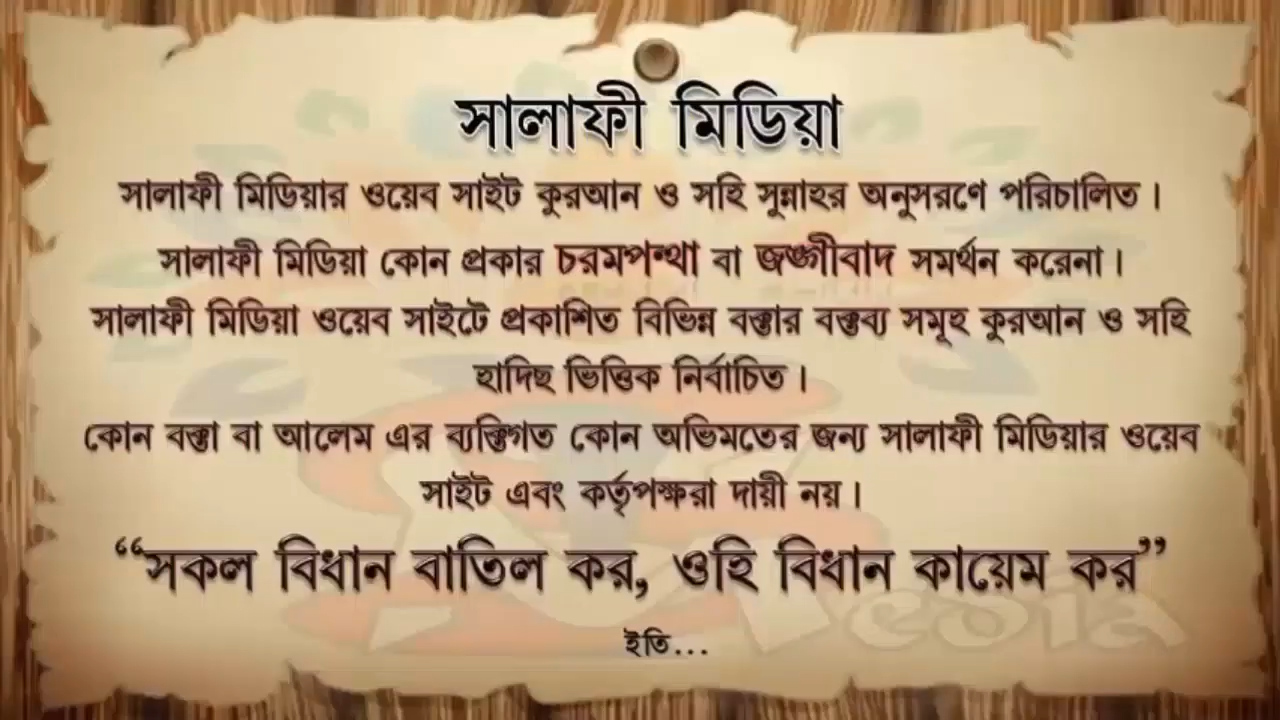 সালাফী মিডিয়া
সালাফী মিডিয়ার ওয়েব সাইট কুরআন ও সহি সুন্নাহর অনুসরণে পরিচালিত।
সালাফী মিডিয়া কোন প্রকার চরমপন্থা বা জঙ্গীবাদ সমর্থন করেনা।
সালাফী মিডিয়া ওয়েব সাইটে প্রকাশিত বিভিন্ন বক্তার বক্তব্য সমূহ কুরআন ও সহি
হাদিছ ভিত্তিক নির্বাচিত।
কোন বক্তা বা আলেম এর ব্যক্তিগত কোন অভিমতের জন্য সালাফী মিডিয়ার ওয়েব
সাইট এবং কর্তৃপক্ষরা দায়ী নয়।
“সকল বিধান বাতিল কর, ওহি বিধান কায়েম কর”
ইতি...